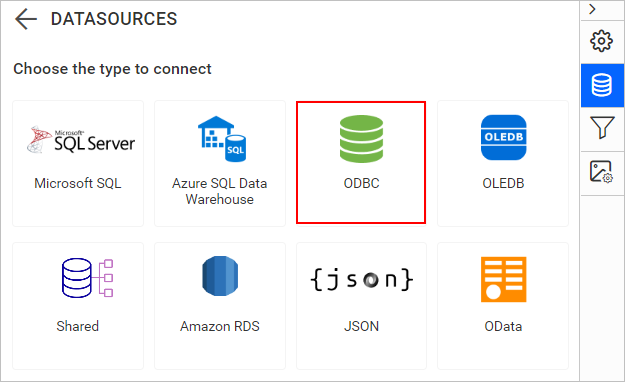 DATASOURCES
Choose the type to connect
Microsoft®
SQL Server
Microsoft SQL
SQL
Azure SQL Data
Warehouse
ODBC
OLEDB
OLEDB
Shared
Amazon RDS
{json}
JSON
OData